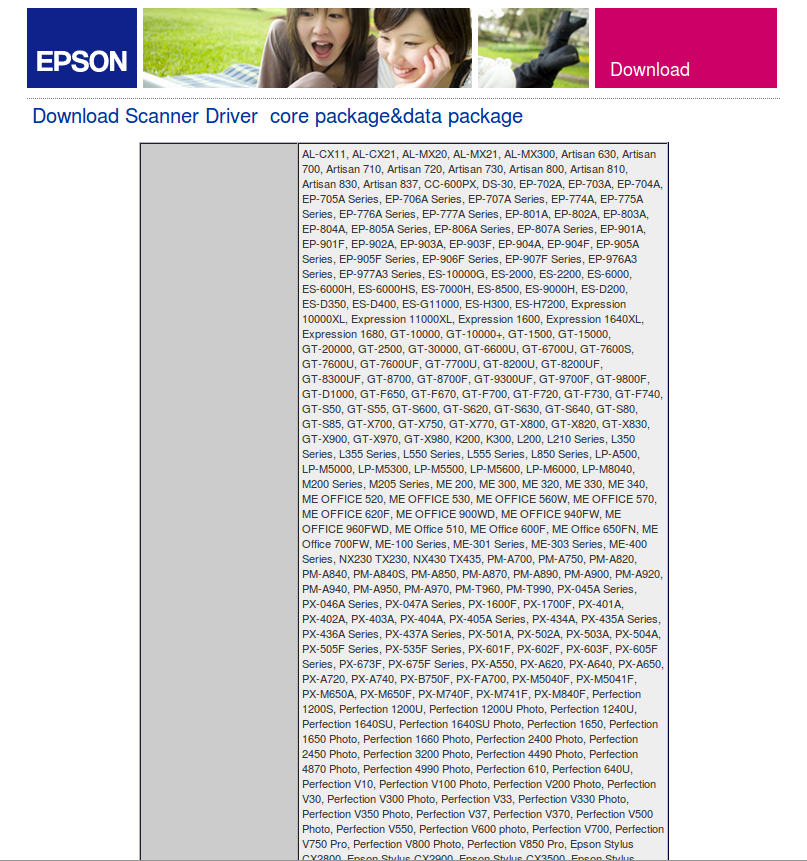 EPSON
Download
Download Scanner Driver core package&data package
AL-CX11, AL-CX21, AL-MX20, AL-MX21, AL-MX300, Artisan 630, Artisan
700, Artisan 710, Artisan 720, Artisan 730, Artisan 800, Artisan 810,
Artisan 830, Artisan 837, CC-600PX, DS-30, EP-702A, EP-703A, EP-704A,
EP-705A Series, EP-706A Series, EP-707A Series, EP-774A, EP-775A
Series, EP-776A Series, EP-777A Series, EP-801A, EP-802A, EP-803A,
EP-804A, EP-805A Series, EP-806A Series, EP-807A Series, EP-901A,
EP-901F, EP-902A, EP-903A, EP-903F, EP-904A, EP-904F, EP-905A
Series, EP-905F Series, EP-906F Series, EP-907F Series, EP-976A3
Series, EP-977A3 Series, ES-10000G, ES-2000, ES-2200, ES-6000,
ES-6000H, ES-6000HS, ES-7000H, ES-8500, ES-9000H, ES-D200,
ES-D350, ES-D400, ES-G11000, ES-H300, ES-H7200, Expression
10000XL, Expression 11000XL, Expression 1600, Expression 1640XL,
Expression 1680, GT-10000, GT-10000+, GT-1500, GT-15000,
GT-20000, GT-2500, GT-30000, GT-6600U, GT-6700U, GT-7600S,
GT-7600U, GT-7600UF, GT-7700U, GT-8200U, GT-8200UF,
GT-8300UF, GT-8700, GT-8700F, GT-9300UF, GT-9700F, GT-9800F,
GT-D1000, GT-F650, GT-F670, GT-F700, GT-F720, GT-F730, GT-F740,
GT-S50, GT-S55, GT-S600, GT-S620, GT-S630, GT-S640, GT-S80,
GT-S85, GT-X700, GT-X750, GT-X770, GT-X800, GT-X820, GT-X830,
GT-X900, GT-X970, GT-X980, K200, K300, L200, L210 Series, L350
Series, L355 Series, L550 Series, L555 Series, L850 Series, LP-A500,
LP-M5000, LP-M5300, LP-M5500, LP-M5600, LP-M6000, LP-M8040,
M200 Series, M205 Series, ME 200, ME 300, ME 320, ME 330, ME 340,
ME OFFICE 520, ME OFFICE 530, ME OFFICE 560W, ME OFFICE 570,
ME OFFICE 620F, ME OFFICE 900WD, ME OFFICE 940FW, ME
OFFICE 960FWD, ME Office 510, ME Office 600F, ME Office 650FN, ME
Office 700FW, ME-100 Series, ME-301 Series, ME-303 Series, ME-400
Series, NX230 TX230, NX430 TX435, PM-A700, PM-A750, PM-A820,
PM-A840, PM-A840S, PM-A850, PM-A870, PM-A890, PM-A900, PM-A920,
PM-A940, PM-A950, PM-A970, PM-T960, PM-T990, PX-045A Series,
PX-046A Series, PX-047A Series, PX-1600F, PX-1700F, PX-401A,
PX-402A, PX-403A, PX-404A, PX-405A Series, PX-434A, PX-435A Series,
PX-436A Series, PX-437A Series, PX-501A, PX-502A, PX-503A, PX-504A,
PX-505F Series, PX-535F Series, PX-601F, PX-602F, PX-603F, PX-605F
Series, PX-673F, PX-675F Series, PX-A550, PX-A620, PX-A640, PX-A650,
PX-A720, PX-A740, PX-B750F, PX-FA700, PX-M5040F, PX-M5041F,
PX-M650A, PX-M650F, PX-M740F, PX-M741F, PX-M840F, Perfection
1200S, Perfection 1200U, Perfection 1200U Photo, Perfection 1240U,
Perfection 1640SU, Perfection 1640SU Photo, Perfection 1650, Perfection
1650 Photo, Perfection 1660 Photo, Perfection 2400 Photo, Perfection
2450 Photo, Perfection 3200 Photo, Perfection 4490 Photo, Perfection
4870 Photo, Perfection 4990 Photo, Perfection 610, Perfection 640U,
Perfection V10, Perfection V100 Photo, Perfection V200 Photo, Perfection
V30, Perfection V300 Photo, Perfection V33, Perfection V330 Photo,
Perfection V350 Photo, Perfection V37, Perfection V370, Perfection V500
Photo, Perfection V550, Perfection V600 photo, Perfection V700, Perfection
V750 Pro, Perfection V800 Photo, Perfection V850 Pro, Epson Stylus
CX2800, Epson Stylus CX2900, Epson Stylus CX3500, Epson Stylus